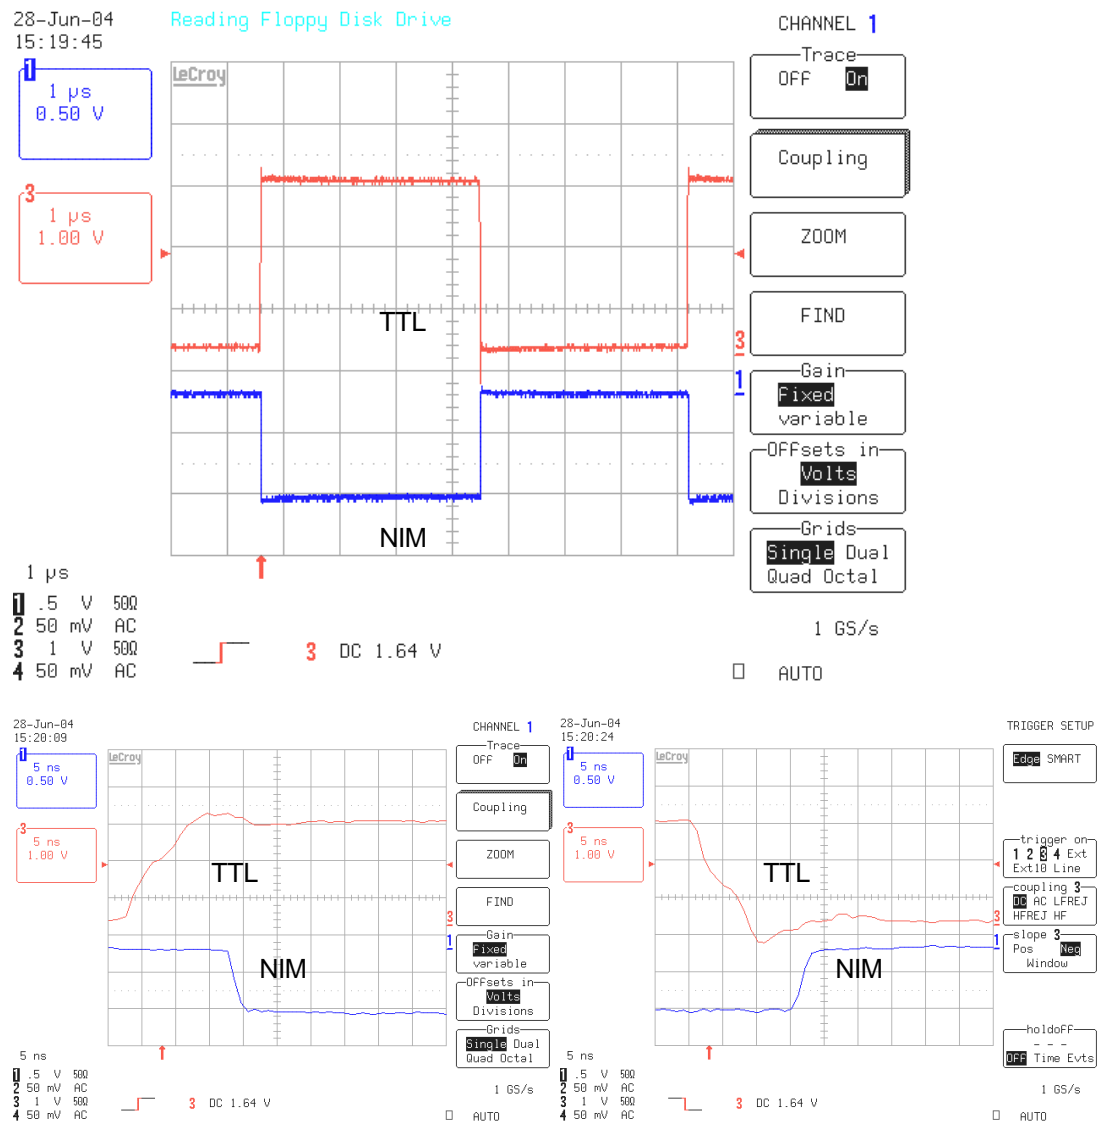 28-Jun-04
15:19:45
Reading Floppy Disk Drive
CHANNEL 1
1
1 µs
0.50 V
3
1 µs
1.00 V
LeCroy
TTL
NIM
3
1
Trace
OFF On
Coupling
ZOOM
FIND
Gain
Fixed
variable
Offsets in
Volts
Divisions
Grids
Single Dual
Quad Octal
1 µs
1 .5 V 50Ω
2 50 mV AC
3 1 V 50Ω
4 50 mV AC
3 DC 1.64 V
1 GS/s
AUTO
28-Jun-04
15:20:09
CHANNEL 1
1
5 ns
0.50 V
3
5 ns
1.00 V
LeCroy
TTL
NIM
3
1
Trace
OFF On
Coupling
ZOOM
FIND
Gain
Fixed
variable
Offsets in
Volts
Divisions
Grids
Single Dual
Quad Octal
5 ns
1 .5 V 50Ω
2 50 mV AC
3 1 V 50Ω
4 50 mV AC
3 DC 1.64 V
1 GS/s
AUTO
28-Jun-04
15:20:24
TRIGGER SETUP
1
5 ns
0.50 V
3
5 ns
1.00 V
LeCroy
TTL
NIM
3
1
Edge SMART
trigger on
1 2 3 4 Ext
Ext10 Line
coupling 3
DC AC LFREJ
HFREJ HF
slope 3
Pos Neg
Window
holdoff
- - -
Off Time Evts
5 ns
1 .5 V 50Ω
2 50 mV AC
3 1 V 50Ω
4 50 mV AC
3 DC 1.64 V
1 GS/s
AUTO